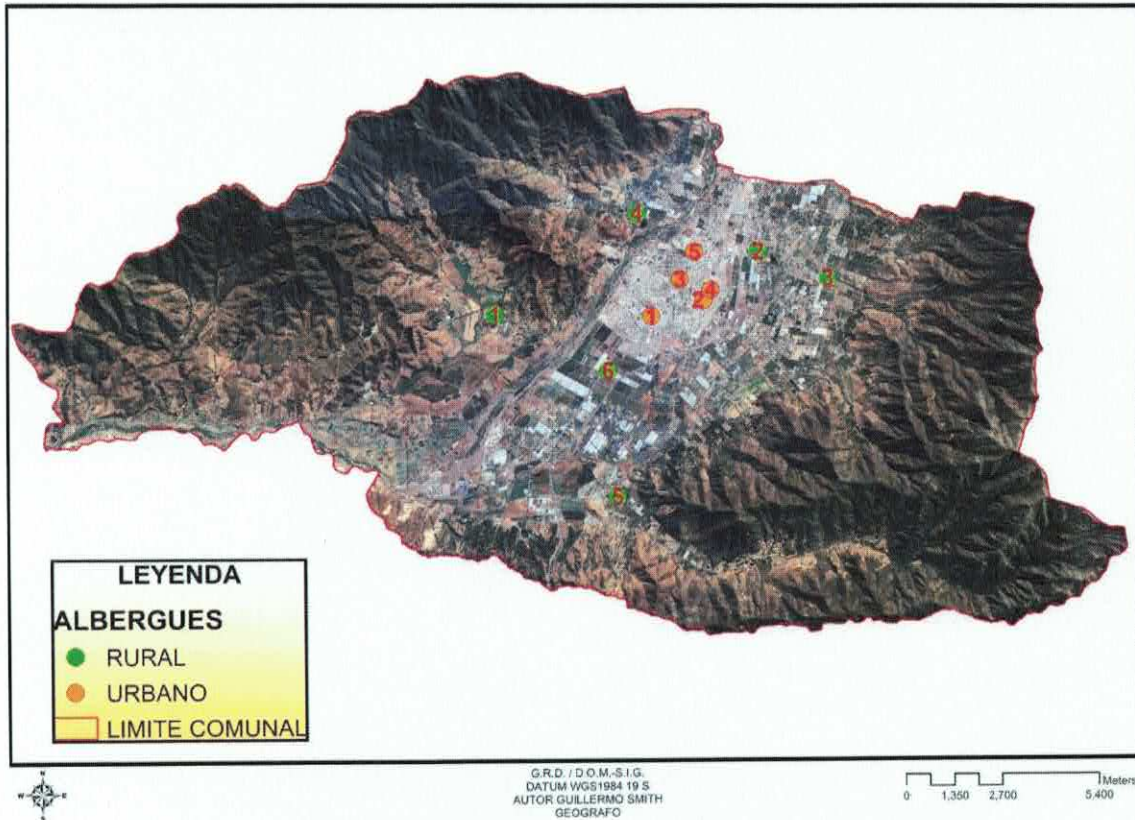 4
5
2
3
3
4
2
1
1
6
5
LEYENDA
ALBERGUES
RURAL
URBANO
LIMITE COMUNAL
G.R.D. / D.O.M.-S.I.G.
DATUM WGS1984 19 S
AUTOR GUILLERMO SMITH
GEOGRAFO
Meters
0 1,350 2,700 5,400